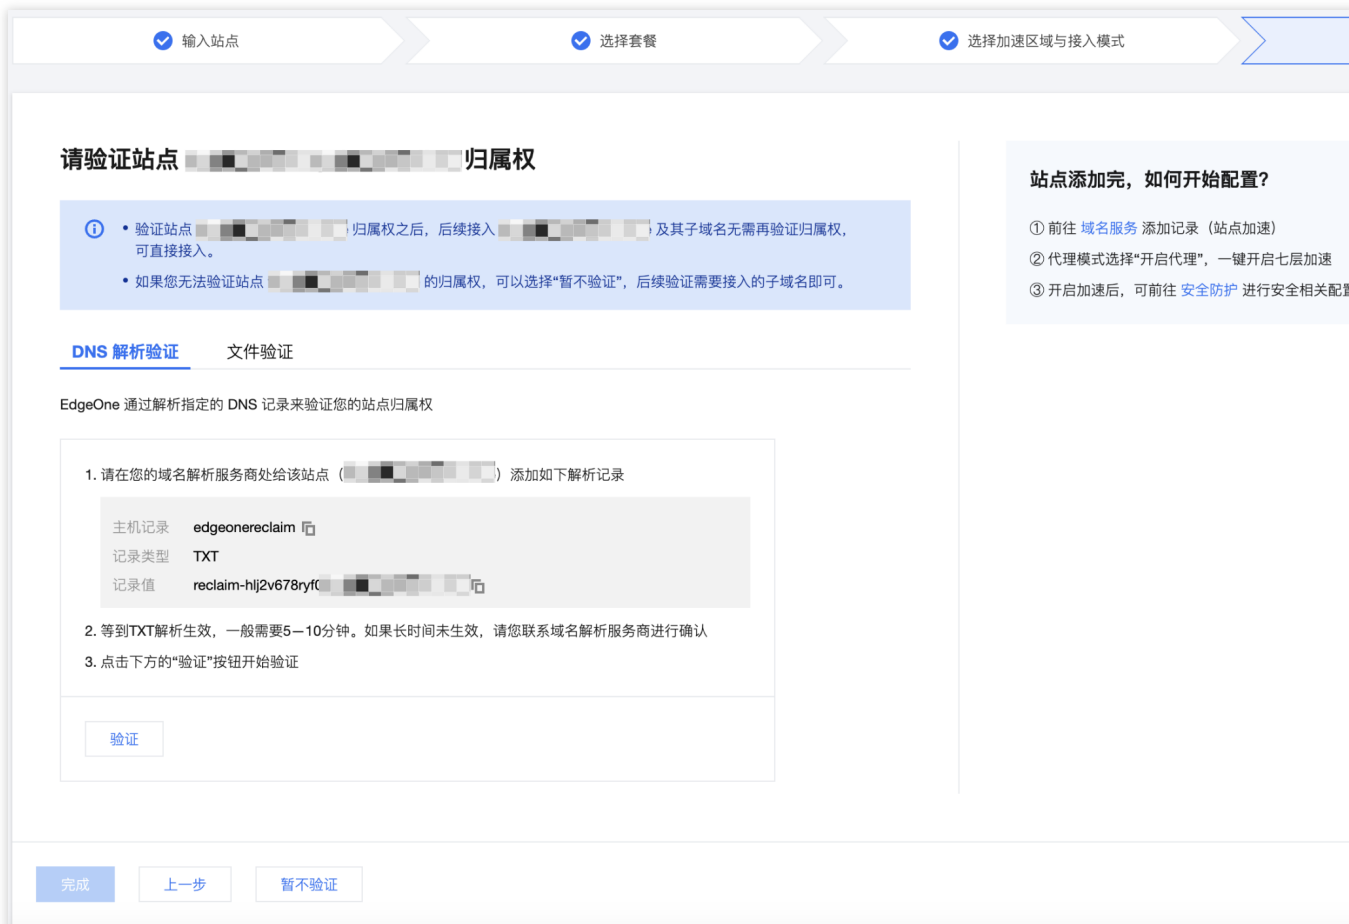 输入站点
选择套餐
选择加速区域与接入模式
请验证站点 归属权
• 验证站点 归属权之后，后续接入 及其子域名无需再验证归属权，
可直接接入。
• 如果您无法验证站点 的归属权，可以选择“暂不验证”，后续验证需要接入的子域名即可。
DNS 解析验证 文件验证
EdgeOne 通过解析指定的 DNS 记录来验证您的站点归属权
1. 请在您的域名解析服务商处给该站点（ ）添加如下解析记录
主机记录 edgeonereclaim
记录类型 TXT
记录值 reclaim-hlj2v678ryf
2. 等到TXT解析生效，一般需要5—10分钟。如果长时间未生效，请您联系域名解析服务商进行确认
3. 点击下方的“验证”按钮开始验证
验证
完成 上一步 暂不验证
站点添加完，如何开始配置？
① 前往 域名服务 添加记录（站点加速）
② 代理模式选择“开启代理”，一键开启七层加速
③ 开启加速后，可前往 安全防护 进行安全相关配置